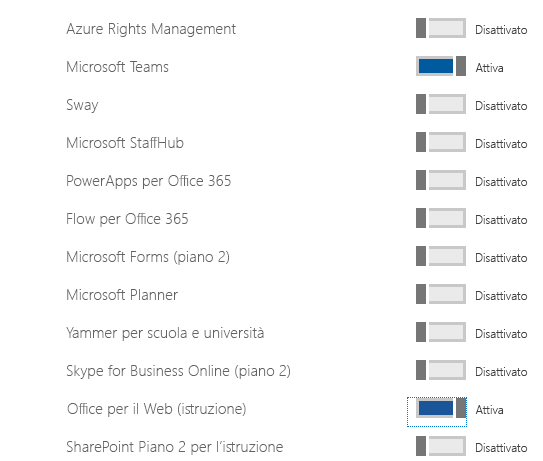 Azure Rights Management Disattivato
Microsoft Teams Attiva
Sway Disattivato
Microsoft StaffHub Disattivato
PowerApps per Office 365 Disattivato
Flow per Office 365 Disattivato
Microsoft Forms (piano 2) Disattivato
Microsoft Planner Disattivato
Yammer per scuola e università Disattivato
Skype for Business Online (piano 2) Disattivato
Office per il Web (istruzione) Attiva
SharePoint Piano 2 per l'istruzione Disattivato